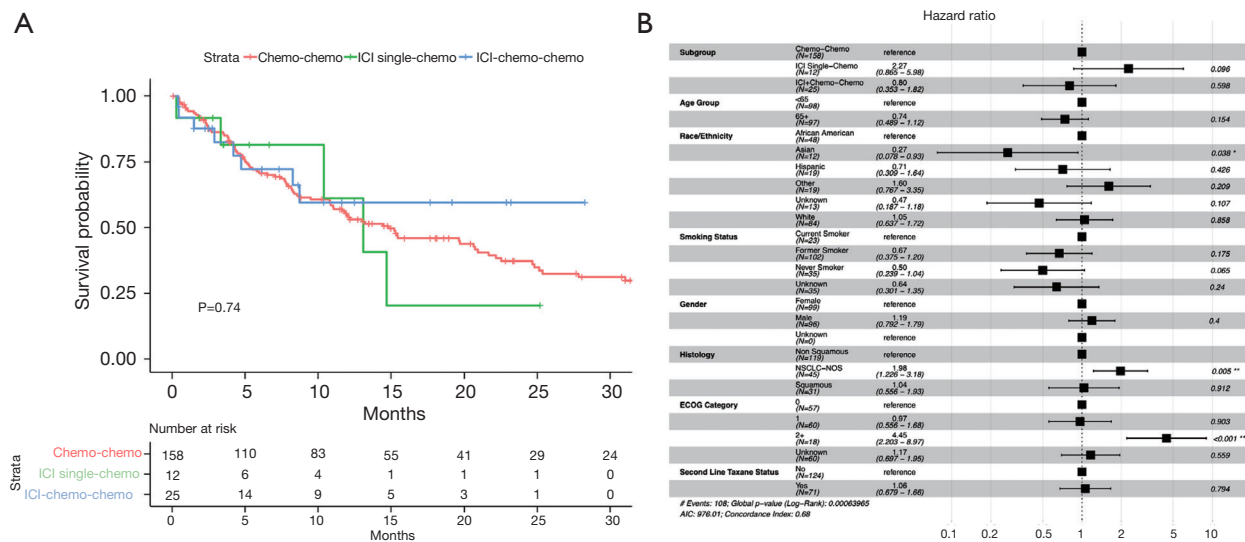 A
Strata Chemo-chemo ICI single-chemo ICI-chemo-chemo
1.00
0.75
0.50
0.25
0.00
Survival probability
P=0.74
0 5 10 15 20 25 30
Months
Number at risk
Strata
Chemo-chemo 158 110 83 55 41 29 24
ICI single-chemo 12 6 4 1 1 1 0
ICI-chemo-chemo 25 14 9 5 3 1 0
0 5 10 15 20 25 30
Months
B
Hazard ratio
Subgroup Chemo-Chemo reference
(N=158)
ICI Single-Chemo 2.27 0.096
(N=12) (0.865 - 5.98)
ICI+Chemo-Chemo 0.80 0.598
(N=25) (0.353 - 1.82)
Age Group <65 reference
(N=98)
65+ 0.74 0.154
(N=97) (0.489 - 1.12)
Race/Ethnicity African American reference
(N=48)
Asian 0.27 0.038 *
(N=12) (0.078 - 0.93)
Hispanic 0.71 0.426
(N=19) (0.309 - 1.64)
Other 1.60 0.209
(N=19) (0.767 - 3.35)
Unknown 0.47 0.107
(N=13) (0.187 - 1.18)
White 1.05 0.858
(N=84) (0.637 - 1.72)
Smoking Status Current Smoker reference
(N=23)
Former Smoker 0.67 0.175
(N=102) (0.375 - 1.20)
Never Smoker 0.50 0.065
(N=35) (0.239 - 1.04)
Unknown 0.64 0.24
(N=35) (0.301 - 1.35)
Gender Female reference
(N=99)
Male 1.19 0.4
(N=96) (0.792 - 1.79)
Unknown reference
(N=0)
Histology Non Squamous reference
(N=119)
NSCLC-NOS 1.98 0.005 **
(N=45) (1.226 - 3.18)
Squamous 1.04 0.912
(N=31) (0.556 - 1.93)
ECOG Category 0 reference
(N=57)
1 0.97 0.903
(N=60) (0.556 - 1.68)
2+ 4.45 <0.001 **
(N=18) (2.203 - 8.97)
Unknown 1.17 0.559
(N=60) (0.697 - 1.95)
Second Line Taxane Status No reference
(N=124)
Yes 1.06 0.794
(N=71) (0.679 - 1.66)
# Events: 108; Global p-value (Log-Rank): 0.00063965
AIC: 976.01; Concordance Index: 0.68
0.1 0.2 0.5 1 2 5 10